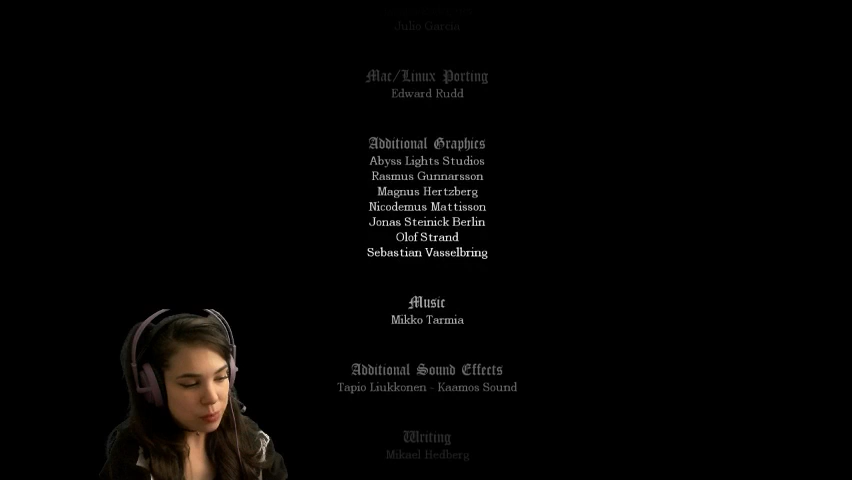 Julio Garcia
Mac/Linux Porting
Edward Rudd
Additional Graphics
Abyss Lights Studios
Rasmus Gunnarsson
Magnus Hertzberg
Nicodemus Mattisson
Jonas Steinick Berlin
Olof Strand
Sebastian Vasselbring
Music
Mikko Tarmia
Additional Sound Effects
Tapio Liukkonen - Kaamos Sound
Writing
Mikael Hedberg